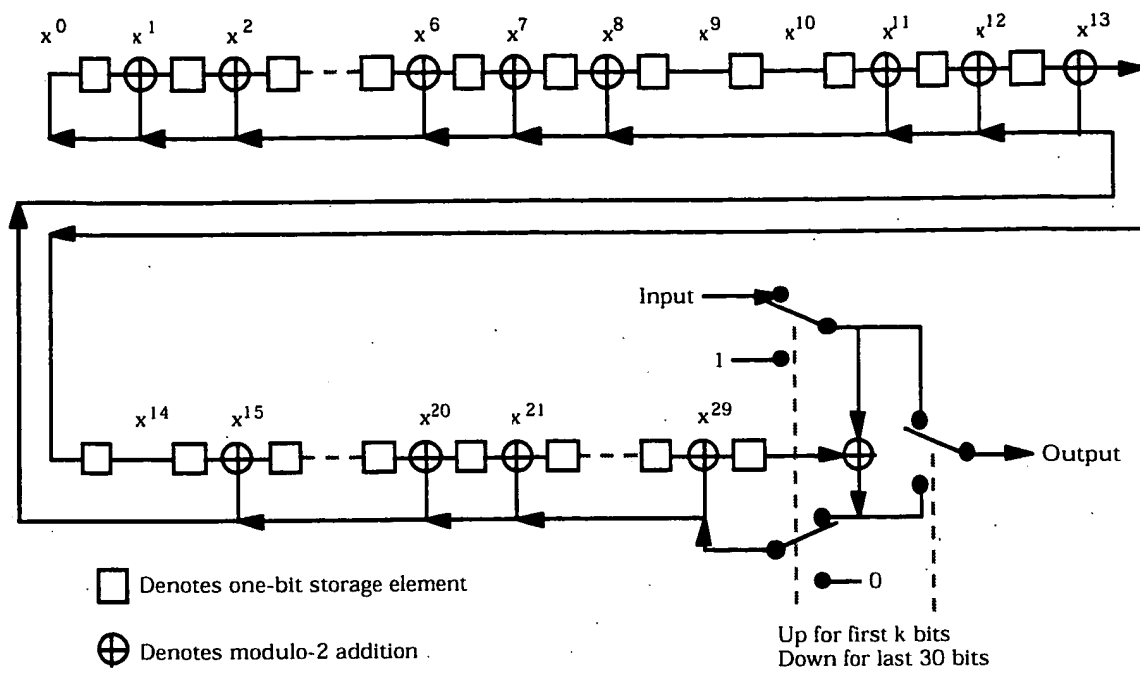 x⁰ x¹ x² x⁶ x⁷ x⁸ x⁹ x¹⁰ x¹¹ x¹² x¹³
Input
1
x¹⁴ x¹⁵ x²⁰ x²¹ x²⁹
Output
0
Denotes one-bit storage element
Up for first k bits
Down for last 30 bits
Denotes modulo-2 addition